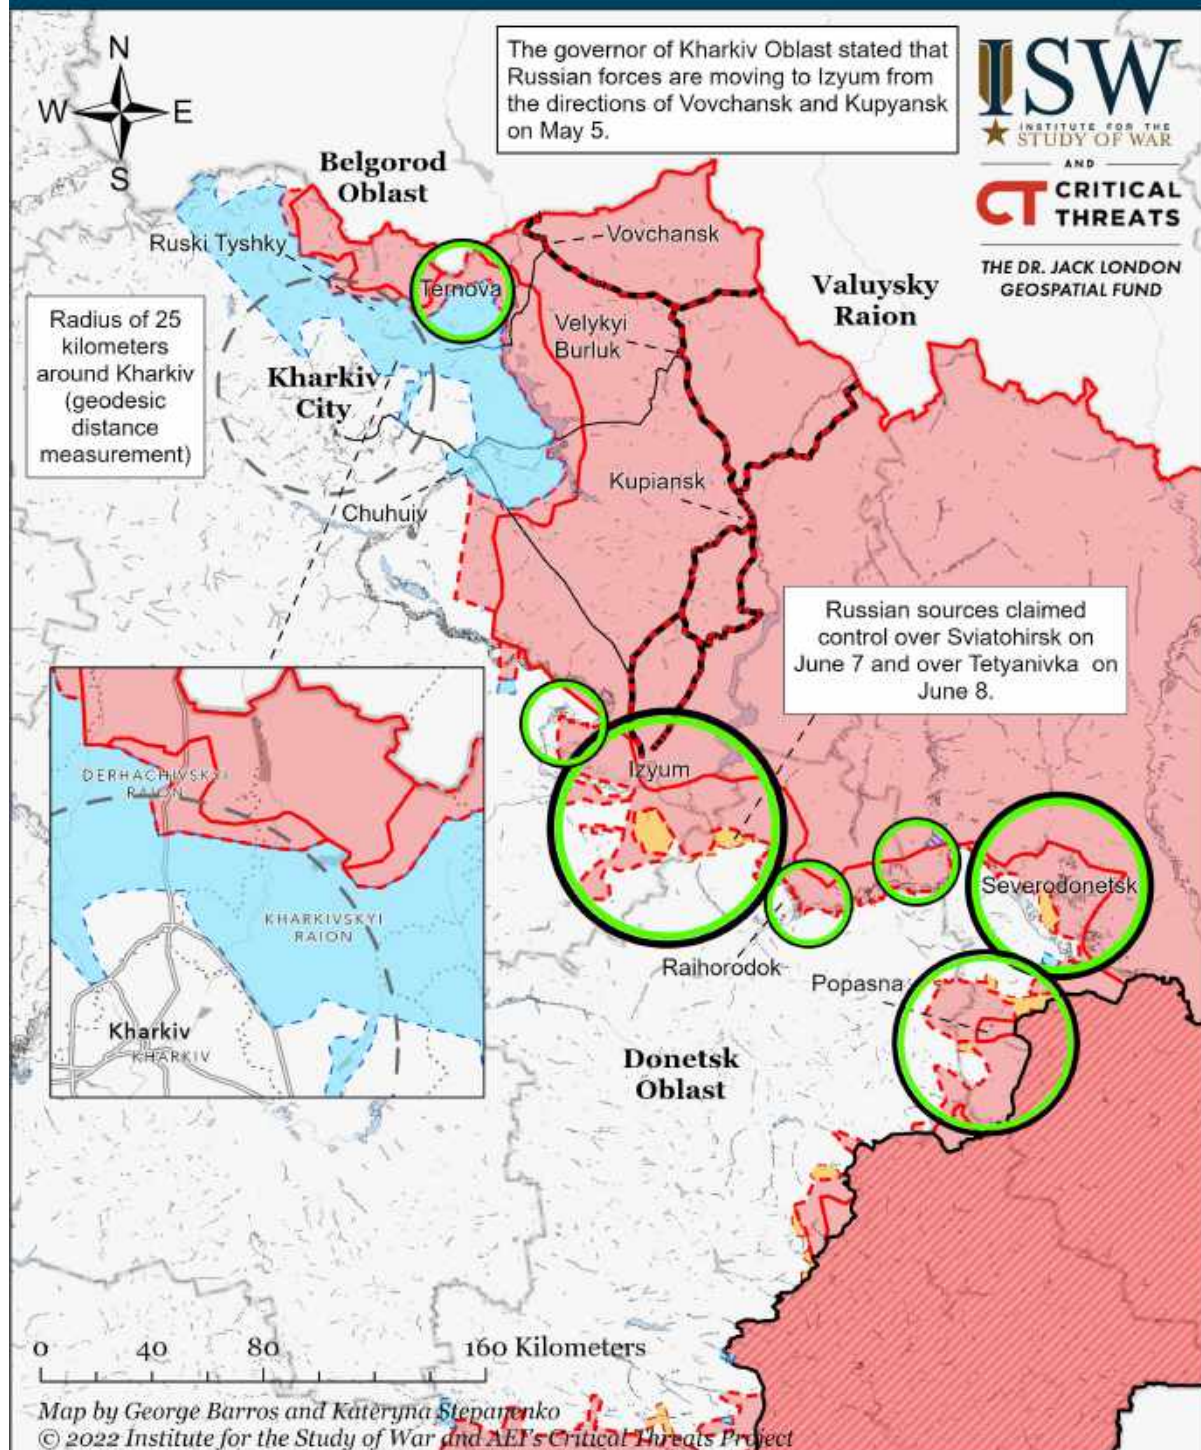 N
W
E
S
The governor of Kharkiv Oblast stated that
Russian forces are moving to Izyum from
the directions of Vovchansk and Kupyansk
on May 5.
ISW
INSTITUTE FOR THE
STUDY OF WAR
AND
CT CRITICAL
THREATS
THE DR. JACK LONDON
GEOSPATIAL FUND
Belgorod
Oblast
Ruski Tyshky
Vovchansk
Ternova
Valuysky
Raion
Radius of 25
kilometers
around Kharkiv
(geodesic
distance
measurement)
Velykyi
Burluk
Kharkiv
City
Kupiansk
Chuhuiv
Russian sources claimed
control over Sviatohirsk on
June 7 and over Tetyanivka on
June 8.
DERHACHIVSKYI
RAION
KHARKIVSKYI
RAION
Kharkiv
KHARKIV
Izyum
Severodonetsk
Raihorodok
Popasna
Donetsk
Oblast
0 40 80 160 Kilometers
Map by George Barros and Kateryna Stepanenko
© 2022 Institute for the Study of War and AEI's Critical Threats Project